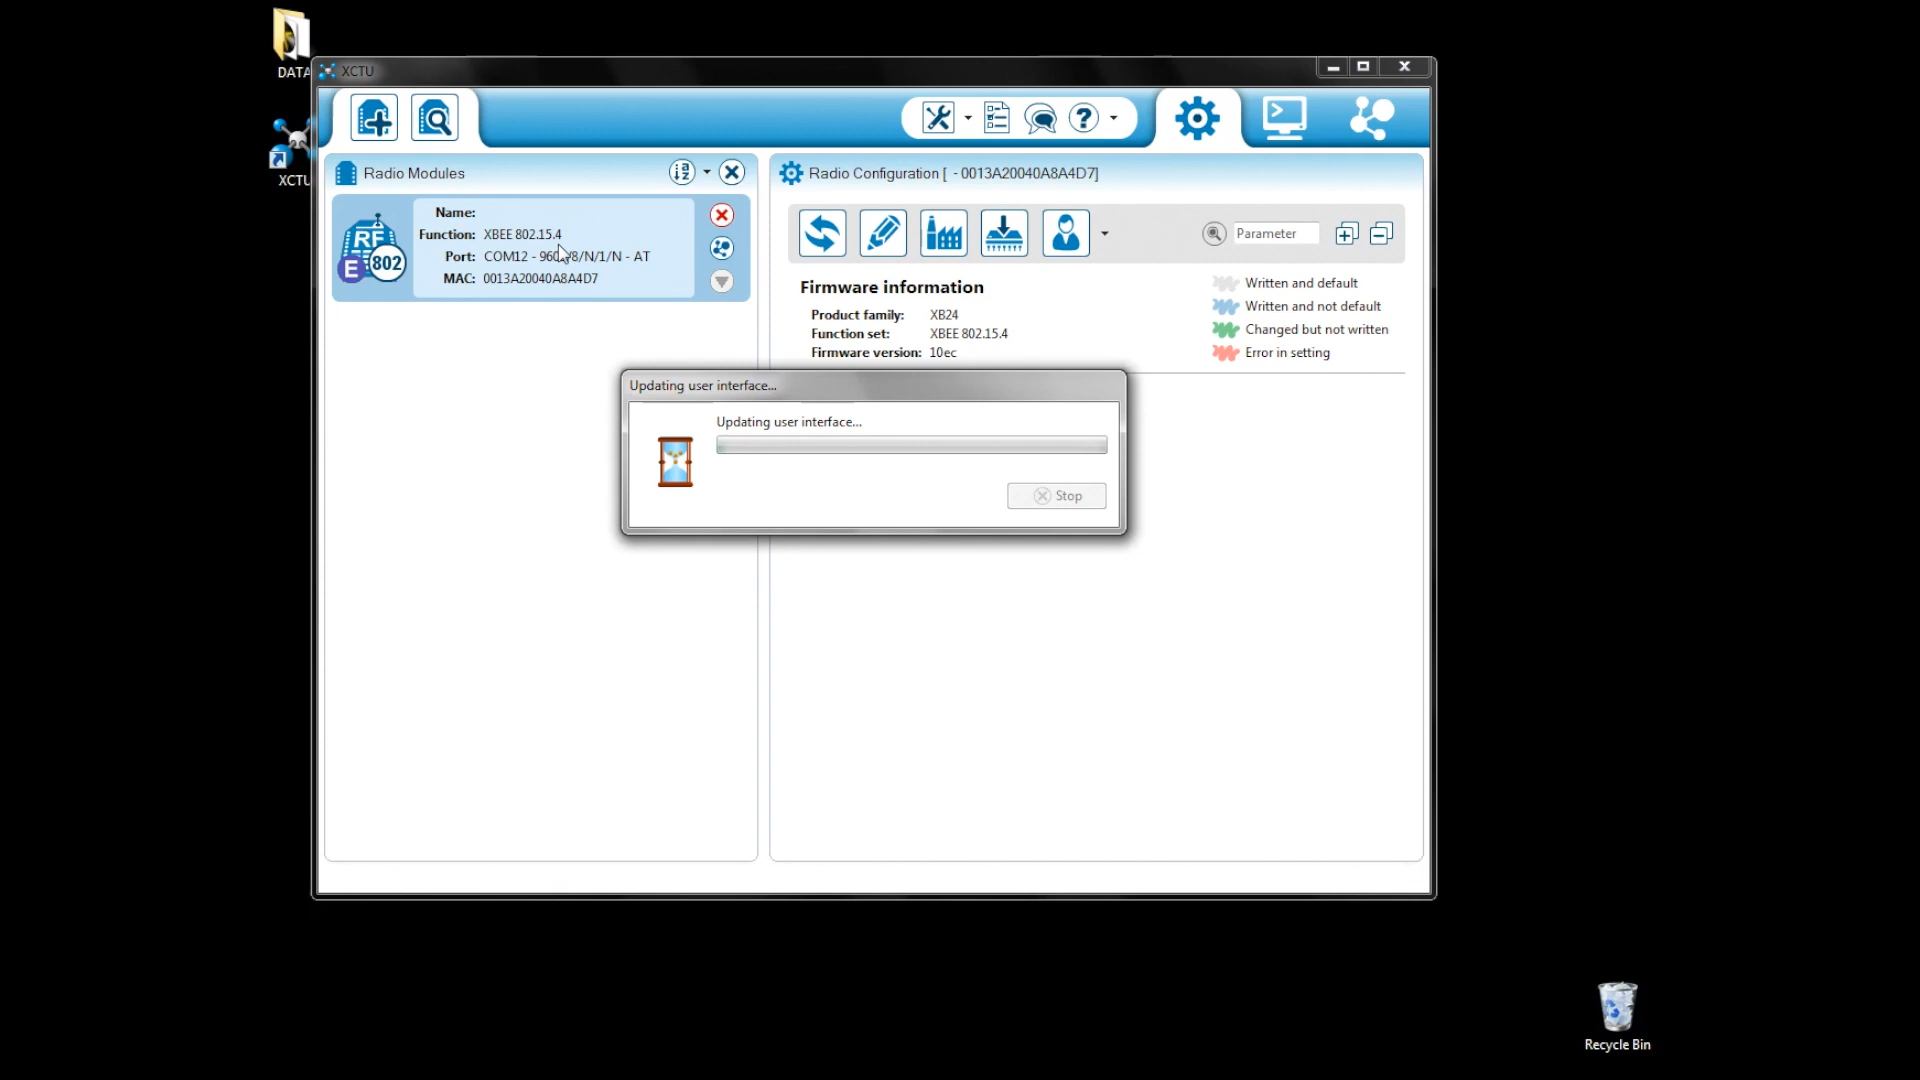 DATA
XCTU
XCTU
Radio Modules
Radio Configuration [ - 0013A20040A8A4D7]
Name:
Function: XBEE 802.15.4
Port: COM12 - 960 /8/N/1/N - AT
MAC: 0013A20040A8A4D7
RF
E 802
Parameter
Firmware information
Product family: XB24
Function set: XBEE 802.15.4
Firmware version: 10ec
Written and default
Written and not default
Changed but not written
Error in setting
Updating user interface...
Updating user interface...
Stop
Recycle Bin